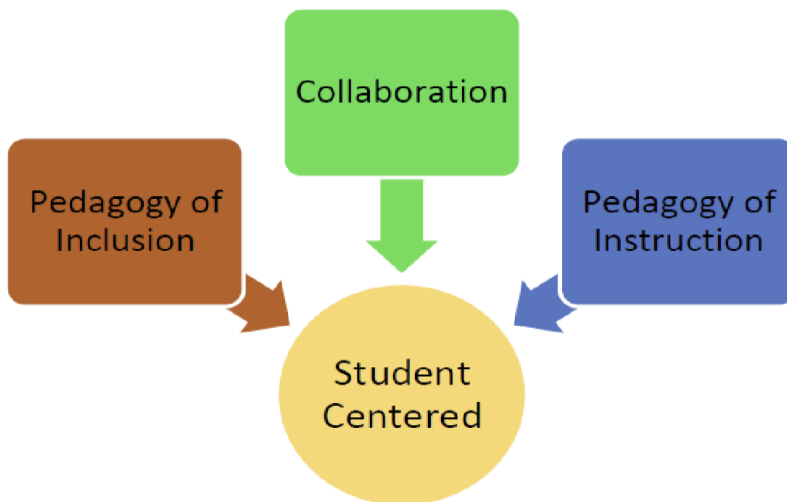 Collaboration
Pedagogy of
Inclusion
Pedagogy of
Instruction
Student
Centered